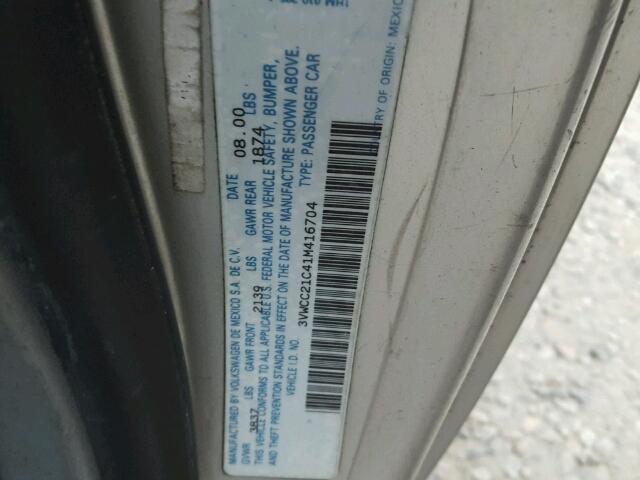 MANUFACTURED BY VOLKSWAGEN DE MEXICO S.A. DE C.V. DATE 08.00
GVWR 3837 LBS GAWR FRONT 2139 LBS GAWR REAR 1874 LBS
THIS VEHICLE CONFORMS TO ALL APPLICABLE U.S. FEDERAL MOTOR VEHICLE SAFETY, BUMPER,
AND THEFT PREVENTION STANDARDS IN EFFECT ON THE DATE OF MANUFACTURE SHOWN ABOVE.
VEHICLE I.D. NO. 3VWCC21C41M416704 TYPE: PASSENGER CAR
OF ORIGIN: MEXICO